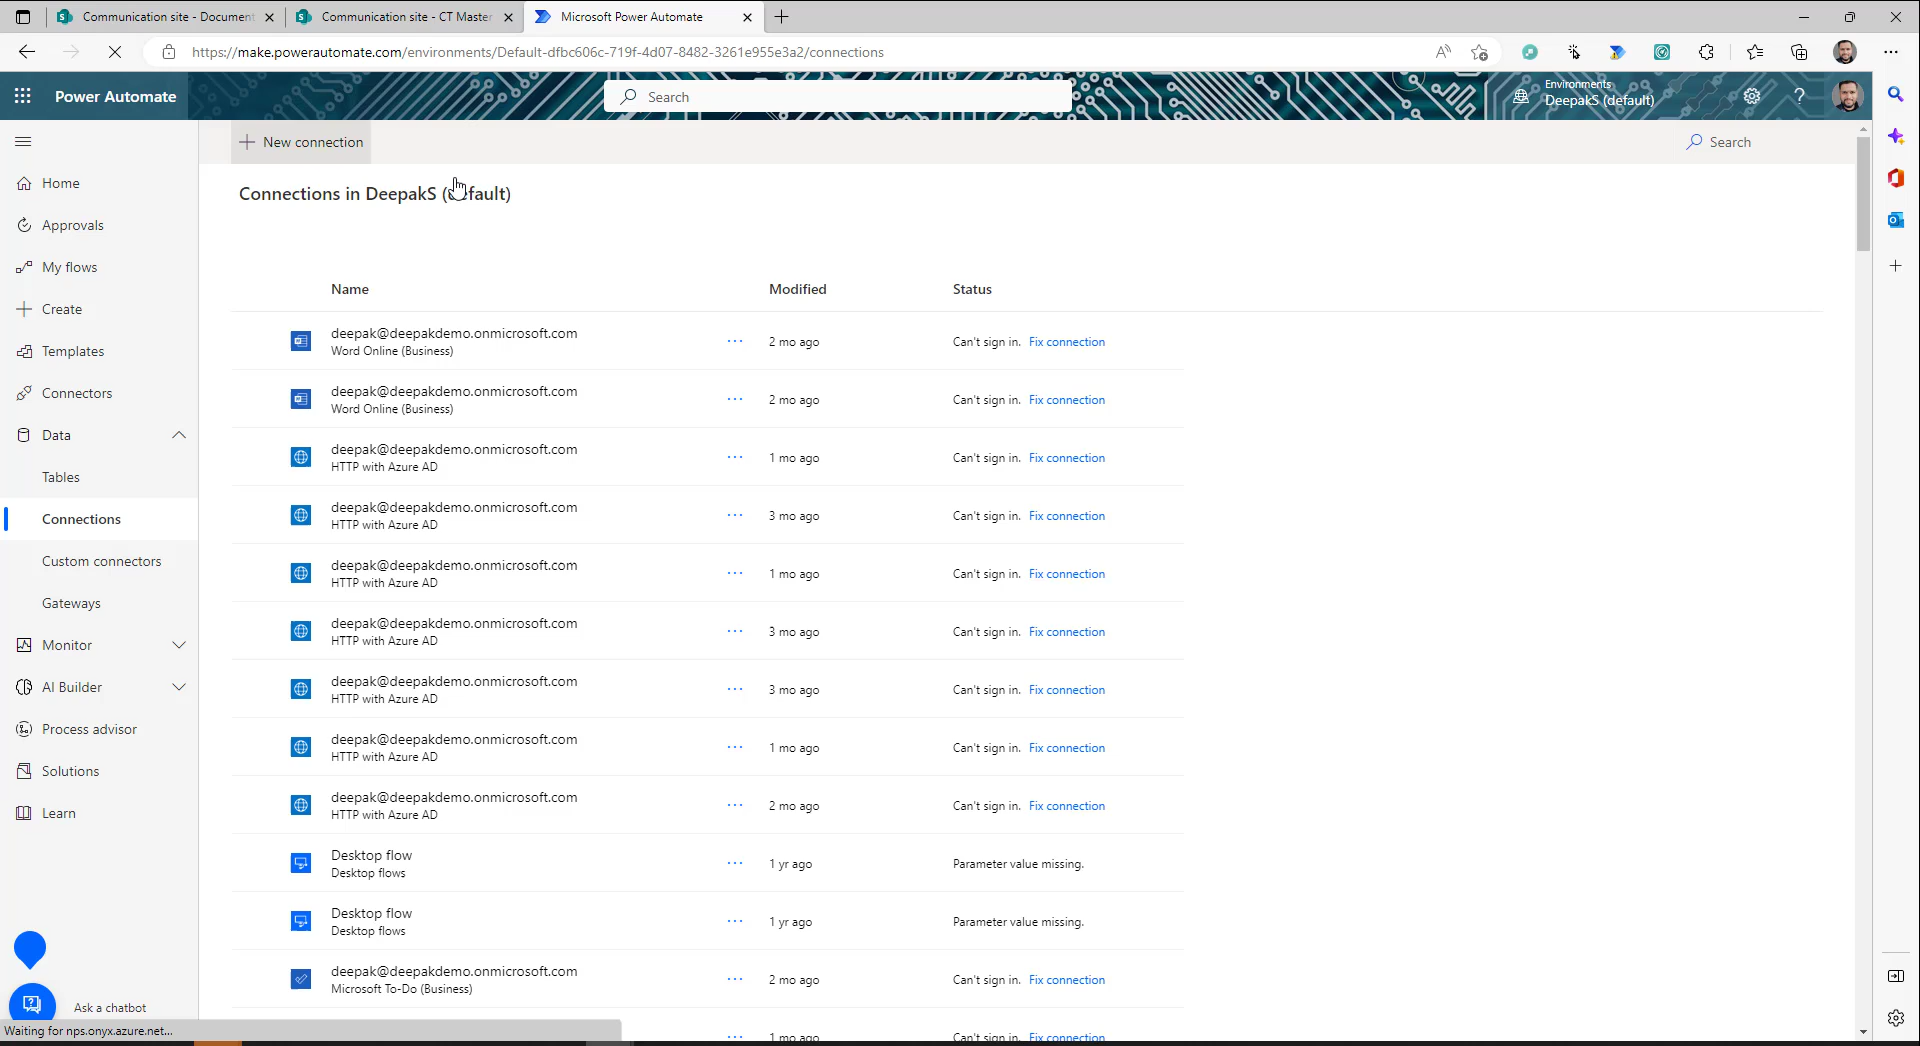 Communication site - Document
Communication site - CT Master
Microsoft Power Automate
https://make.powerautomate.com/environments/Default-dfbc606c-719f-4d07-8482-3261e955e3a2/connections
Power Automate
Search
Environments
DeepakS (default)
New connection
Search
Home
Approvals
My flows
Create
Templates
Connectors
Data
Tables
Connections
Custom connectors
Gateways
Monitor
AI Builder
Process advisor
Solutions
Learn
Ask a chatbot
Waiting for nps.onyx.azure.net...
Connections in DeepakS (default)
Name Modified Status
deepak@deepakdemo.onmicrosoft.com
Word Online (Business)
2 mo ago Can't sign in. Fix connection
deepak@deepakdemo.onmicrosoft.com
Word Online (Business)
2 mo ago Can't sign in. Fix connection
deepak@deepakdemo.onmicrosoft.com
HTTP with Azure AD
1 mo ago Can't sign in. Fix connection
deepak@deepakdemo.onmicrosoft.com
HTTP with Azure AD
3 mo ago Can't sign in. Fix connection
deepak@deepakdemo.onmicrosoft.com
HTTP with Azure AD
1 mo ago Can't sign in. Fix connection
deepak@deepakdemo.onmicrosoft.com
HTTP with Azure AD
3 mo ago Can't sign in. Fix connection
deepak@deepakdemo.onmicrosoft.com
HTTP with Azure AD
3 mo ago Can't sign in. Fix connection
deepak@deepakdemo.onmicrosoft.com
HTTP with Azure AD
1 mo ago Can't sign in. Fix connection
deepak@deepakdemo.onmicrosoft.com
HTTP with Azure AD
2 mo ago Can't sign in. Fix connection
Desktop flow
Desktop flows
1 yr ago Parameter value missing.
Desktop flow
Desktop flows
1 yr ago Parameter value missing.
deepak@deepakdemo.onmicrosoft.com
Microsoft To-Do (Business)
2 mo ago Can't sign in. Fix connection
1 mo ago Can't sign in. Fix connection